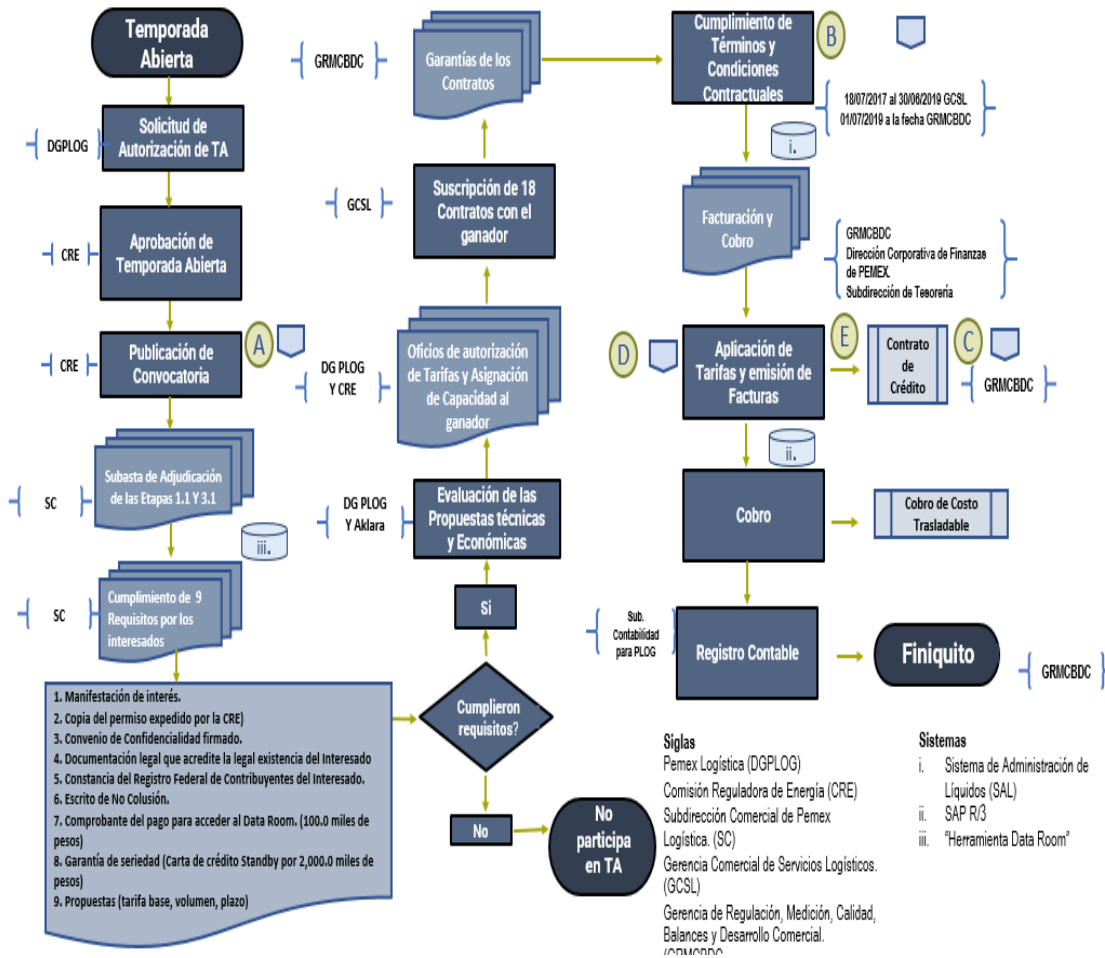 Temporada
Abierta
DGPLOG
Solicitud de
Autorización de TA
CRE
Aprobación de
Temporada Abierta
CRE
Publicación de
Convocatoria
A
SC
Subasta de Adjudicación
de las Etapas 1.1 Y 3.1
iii.
SC
Cumplimiento de 9
Requisitos por los
interesados
1. Manifestación de interés.
2. Copia del permiso expedido por la CRE)
3. Convenio de Confidencialidad firmado.
4. Documentación legal que acredite la legal existencia del Interesado
5. Constancia del Registro Federal de Contribuyentes del Interesado.
6. Escrito de No Colusión.
7. Comprobante del pago para acceder al Data Room. (100.0 miles de
pesos)
8. Garantía de seriedad (Carta de crédito Standby por 2,000.0 miles de
pesos)
9. Propuestas (tarifa base, volumen, plazo)
Cumplieron
requisitos?
No
No
participa
en TA
Si
DG PLOG
Y Aklara
Evaluación de las
Propuestas técnicas
y Económicas
DG PLOG
Y CRE
Oficios de autorización
de Tarifas y Asignación
de Capacidad al
ganador
GCSL
Suscripción de 18
Contratos con el
ganador
GRMCBDC
Garantías de los
Contratos
Cumplimiento de
Términos y
Condiciones
Contractuales
B
18/07/2017 al 30/06/2019 GCSL
01/07/2019 a la fecha GRMCBDC
i.
Facturación y
Cobro
GRMCBDC
Dirección Corporativa de Finanzas
de PEMEX.
Subdirección de Tesorería
D
Aplicación de
Tarifas y emisión de
Facturas
E
Contrato
de
Crédito
C
GRMCBDC
ii.
Cobro
Cobro de Costo
Trasladable
Sub.
Contabilidad
para PLOG
Registro Contable
Finiquito
GRMCBDC
Siglas
Pemex Logística (DGPLOG)
Comisión Reguladora de Energía (CRE)
Subdirección Comercial de Pemex
Logística. (SC)
Gerencia Comercial de Servicios Logísticos.
(GCSL)
Gerencia de Regulación, Medición, Calidad,
Balances y Desarrollo Comercial.
(GRMCBDC
Sistemas
i. Sistema de Administración de
Líquidos (SAL)
ii. SAP R/3
iii. "Herramienta Data Room"